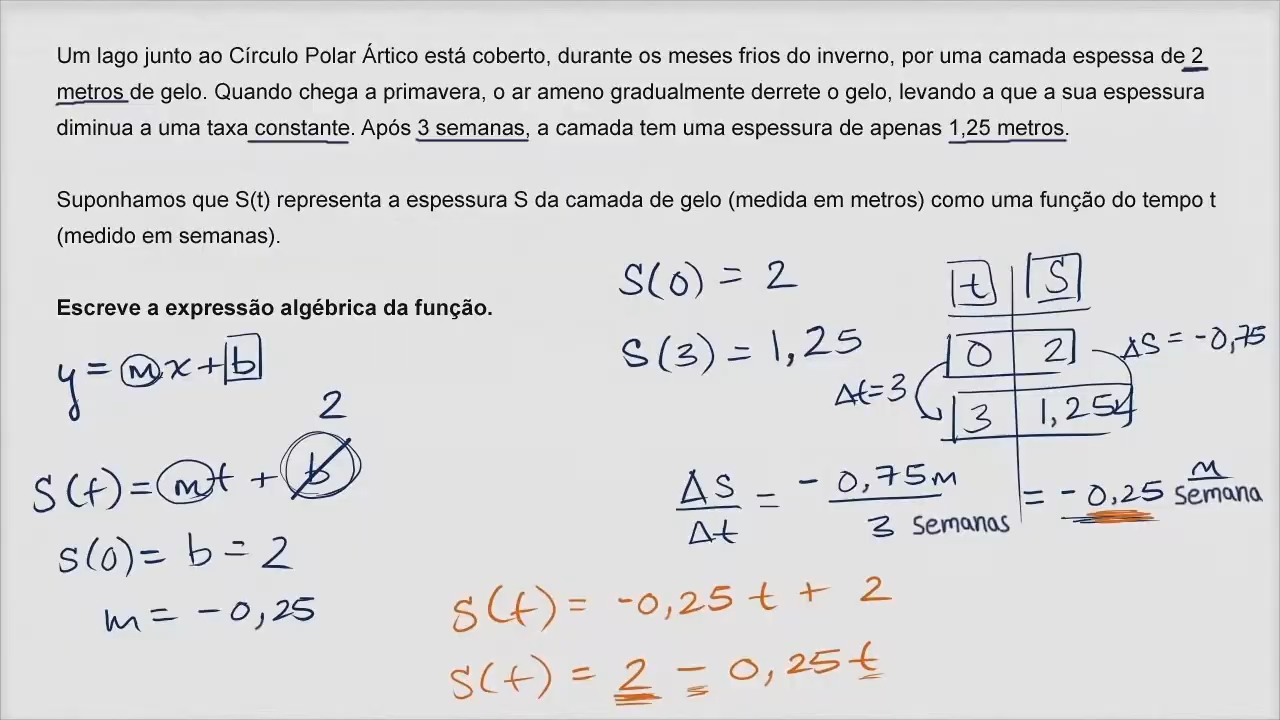 Um lago junto ao Círculo Polar Ártico está coberto, durante os meses frios do inverno, por uma camada espessa de 2
metros de gelo. Quando chega a primavera, o ar ameno gradualmente derrete o gelo, levando a que a sua espessura
diminua a uma taxa constante. Após 3 semanas, a camada tem uma espessura de apenas 1,25 metros.
Suponhamos que S(t) representa a espessura S da camada de gelo (medida em metros) como uma função do tempo t
(medido em semanas).
Escreve a expressão algébrica da função.
y = mx + b
2
S(t) = mt + b
S(0) = b = 2
m = -0,25
S(0) = 2
S(3) = 1,25
t S
0 2
3 1,25
Δt=3
ΔS = -0,75
ΔS/Δt = -0,75m/3 semanas = -0,25 m/semana
S(t) = -0,25t + 2
S(t) = 2 - 0,25t